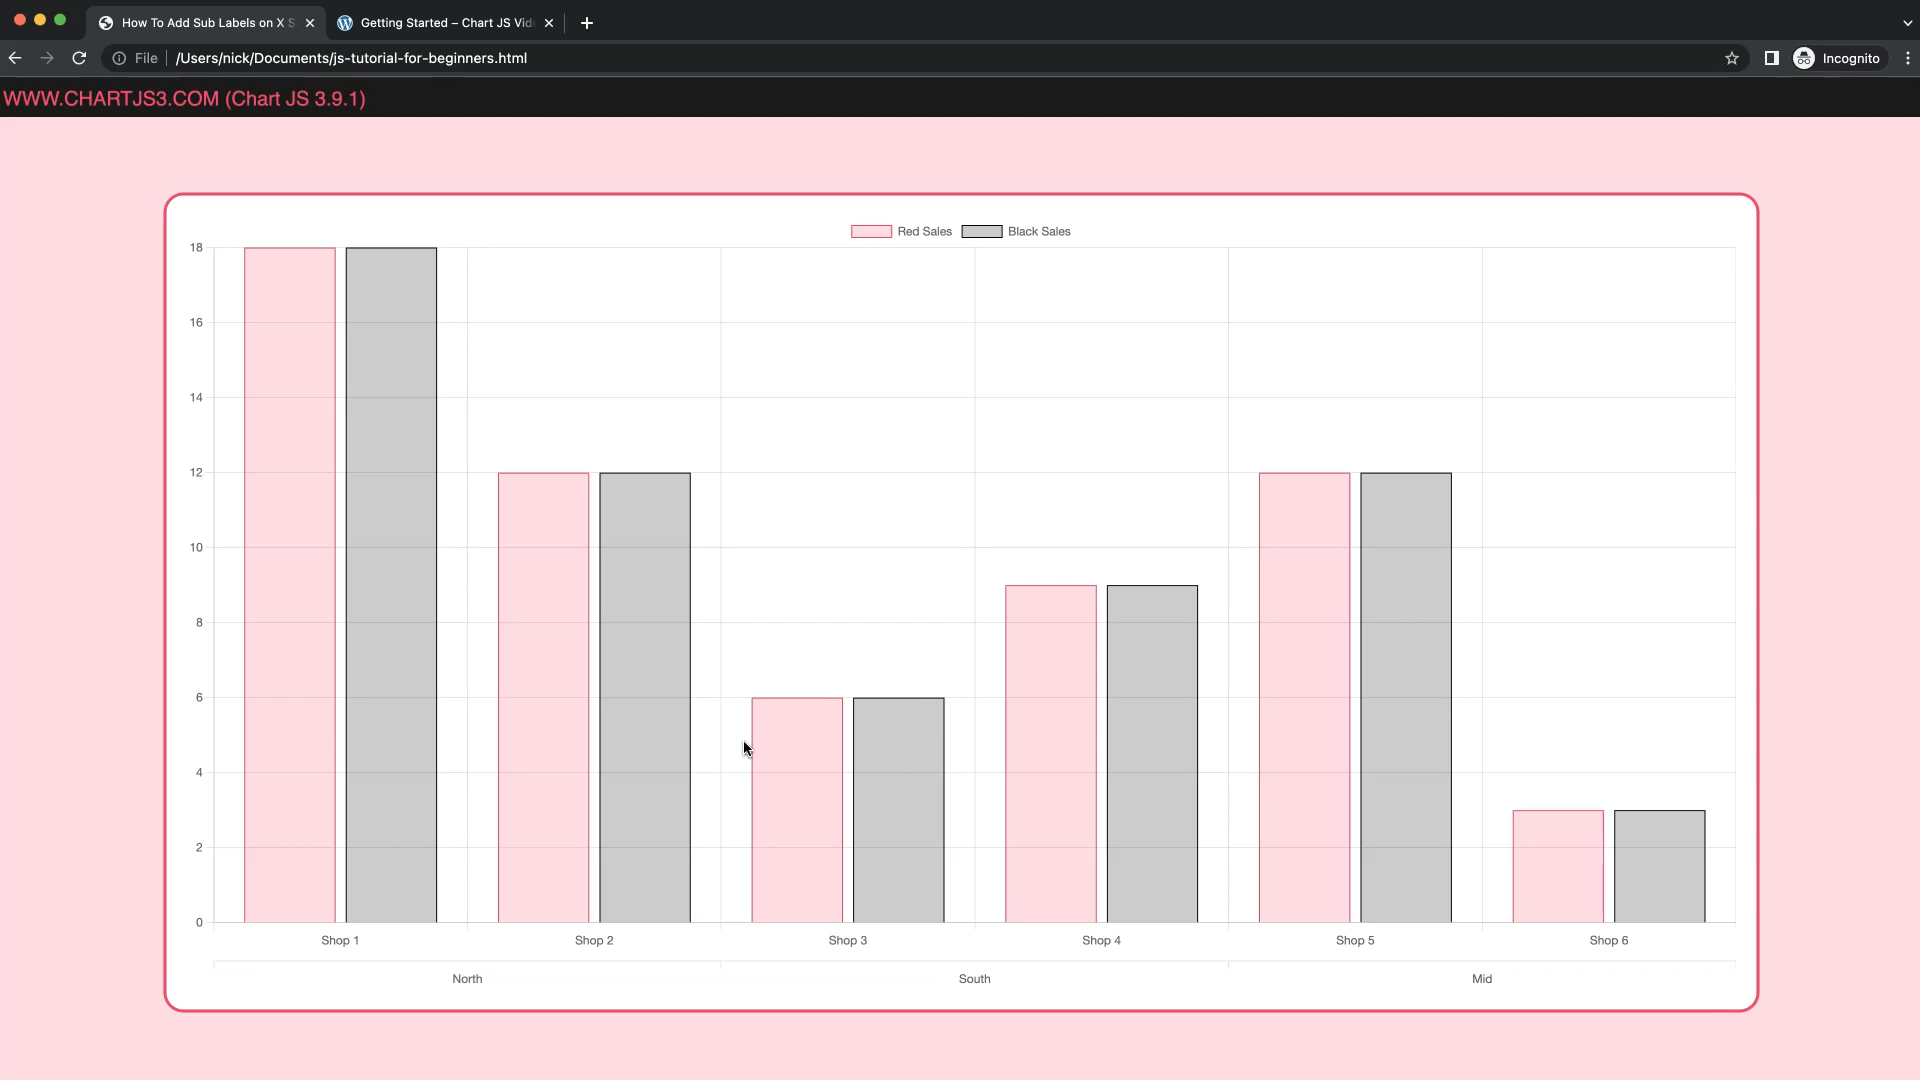 How To Add Sub Labels on X S
Getting Started – Chart JS Vid
File
/Users/nick/Documents/js-tutorial-for-beginners.html
Incognito
WWW.CHARTJS3.COM (Chart JS 3.9.1)
Red Sales
Black Sales
18
16
14
12
10
8
6
4
2
0
Shop 1
Shop 2
Shop 3
Shop 4
Shop 5
Shop 6
North
South
Mid